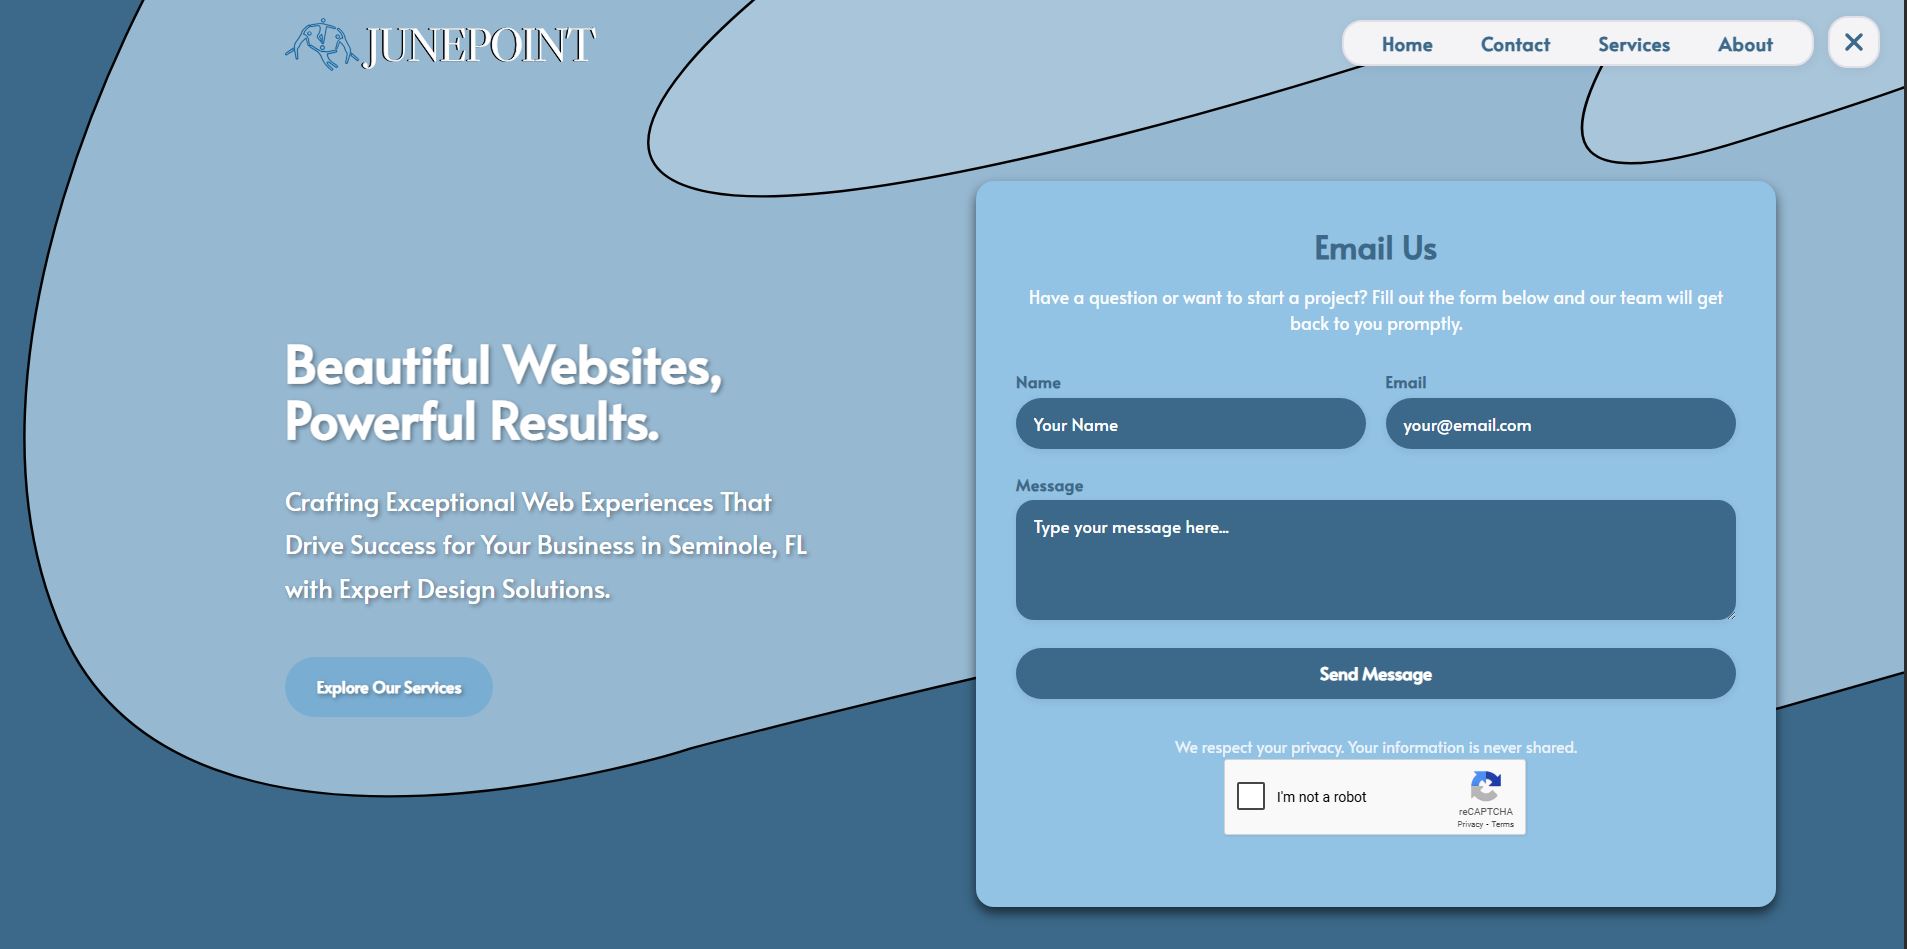 JUNEPOINT
Home Contact Services About
Beautiful Websites,
Powerful Results.
Crafting Exceptional Web Experiences That
Drive Success for Your Business in Seminole, FL
with Expert Design Solutions.
Explore Our Services
Email Us
Have a question or want to start a project? Fill out the form below and our team will get
back to you promptly.
Name Email
Your Name your@email.com
Message
Type your message here...
Send Message
We respect your privacy. Your information is never shared.
I'm not a robot
reCAPTCHA
Privacy - Terms